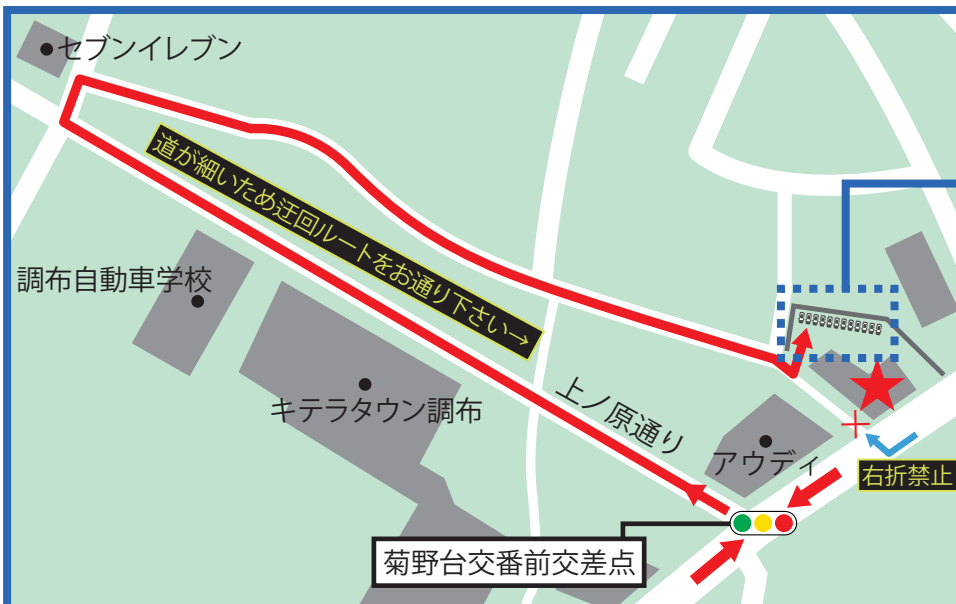 セブンイレブン
道が細いため迂回ルートをお通り下さい→
調布自動車学校
キテラタウン調布
上ノ原通り
アウディ
右折禁止
菊野台交番前交差点